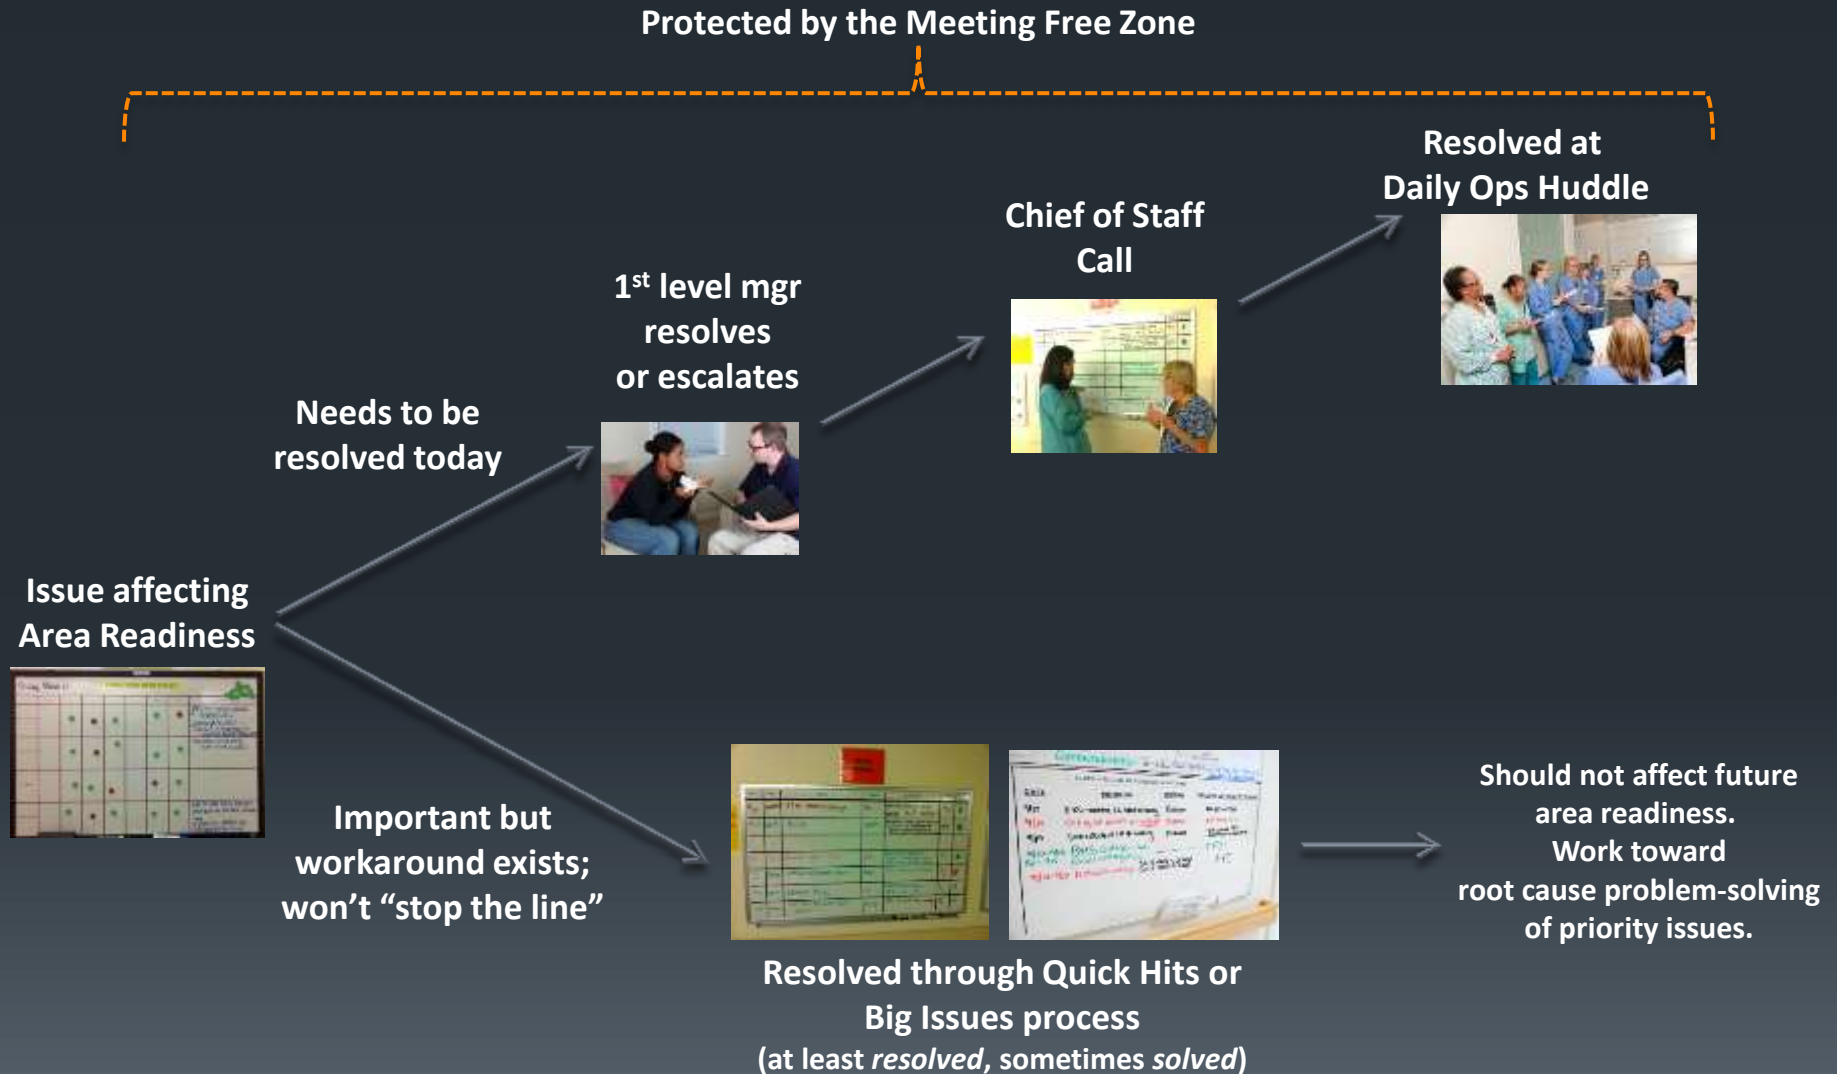 Protected by the Meeting Free Zone
Resolved at
Daily Ops Huddle
Chief of Staff
Call
1st level mgr
resolves
or escalates
Needs to be
resolved today
Issue affecting
Area Readiness
Important but
workaround exists;
won’t “stop the line”
Resolved through Quick Hits or
Big Issues process
(at least resolved, sometimes solved)
Should not affect future
area readiness.
Work toward
root cause problem-solving
of priority issues.